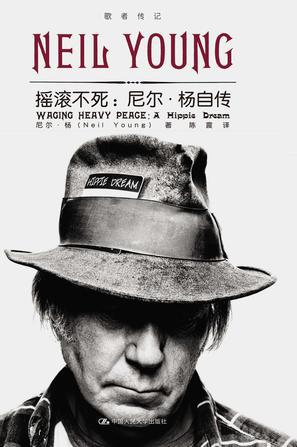 歌者传记
NEIL YOUNG
摇滚不死：尼尔·杨自传
WAGING HEAVY PEACE: A Hippie Dream
尼尔·杨（Neil Young） 著 陈震 译
HIPPIE DREAM
中国人民大学出版社